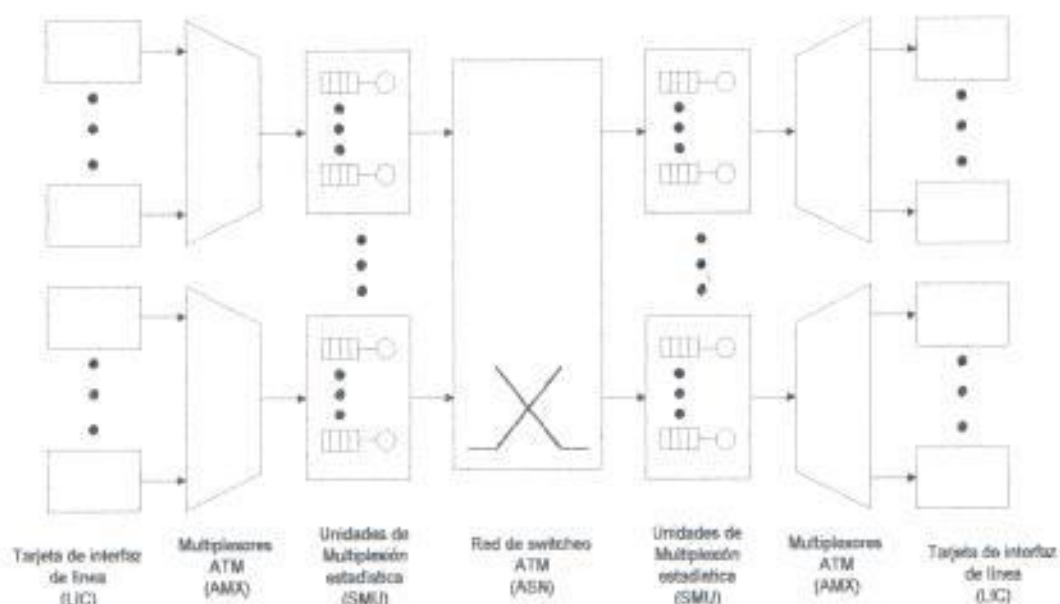 Tarjeta de interfaz
de línea
(LIC)
Multiplexores
ATM
(AMX)
Unidades de
Multiplexión
estadística
(SMU)
Red de switcheo
ATM
(ASN)
Unidades de
Multiplexión
estadística
(SMU)
Multiplexores
ATM
(AMX)
Tarjeta de interfaz
de línea
(LIC)